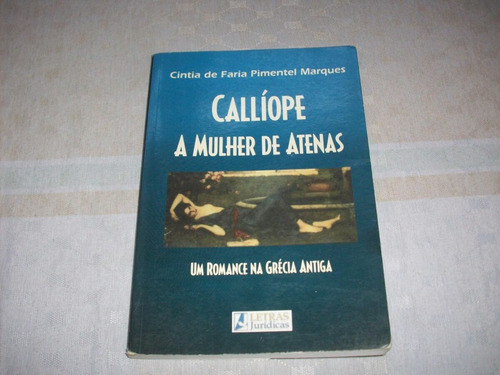 Cintia de Faria Pimentel Marques
CALLÍOPE
A MULHER DE ATENAS
UM ROMANCE NA GRÉCIA ANTIGA
LETRAS
Jurídicas